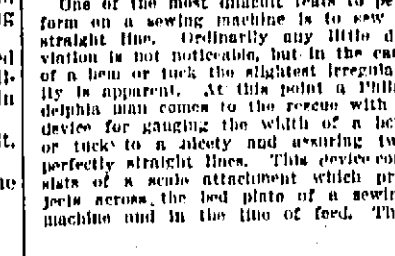 One of the most difficult feats to pe
form on a sewing machine is to sew
straight line. Ordinarily any little d
viation is not noticeable, but in the ca
of a hem or tuck the slightest irregula
ity is apparent. At this point a Phil
delphia man comes to the rescue with
device for gauging the width of a he
or tuck to a nicety and assuring tw
perfectly straight lines. This device co
sists of a scale attachment which pr
jects across the bed plate of a sewin
machine and in the line of feed. Th